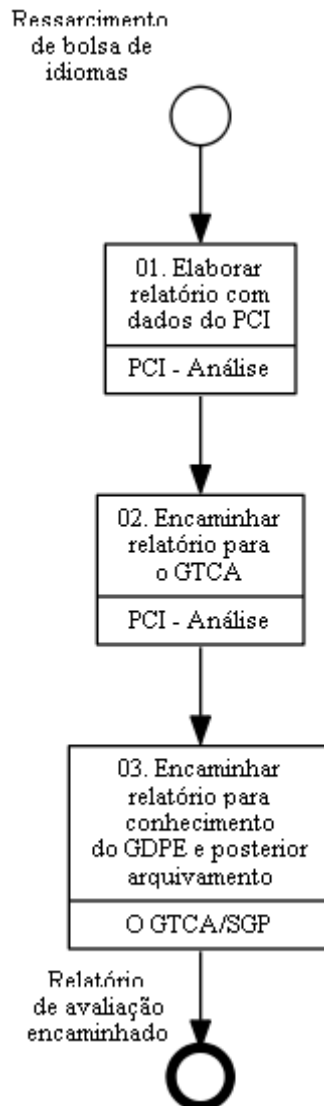 Ressarcimento
de bolsa de
idiomas
01. Elaborar
relatório com
dados do PCI
PCI - Análise
02. Encaminhar
relatório para
o GTCA
PCI - Análise
03. Encaminhar
relatório para
conhecimento
do GDPE e posterior
arquivamento
O GTCA/SGP
Relatório
de avaliação
encaminhado